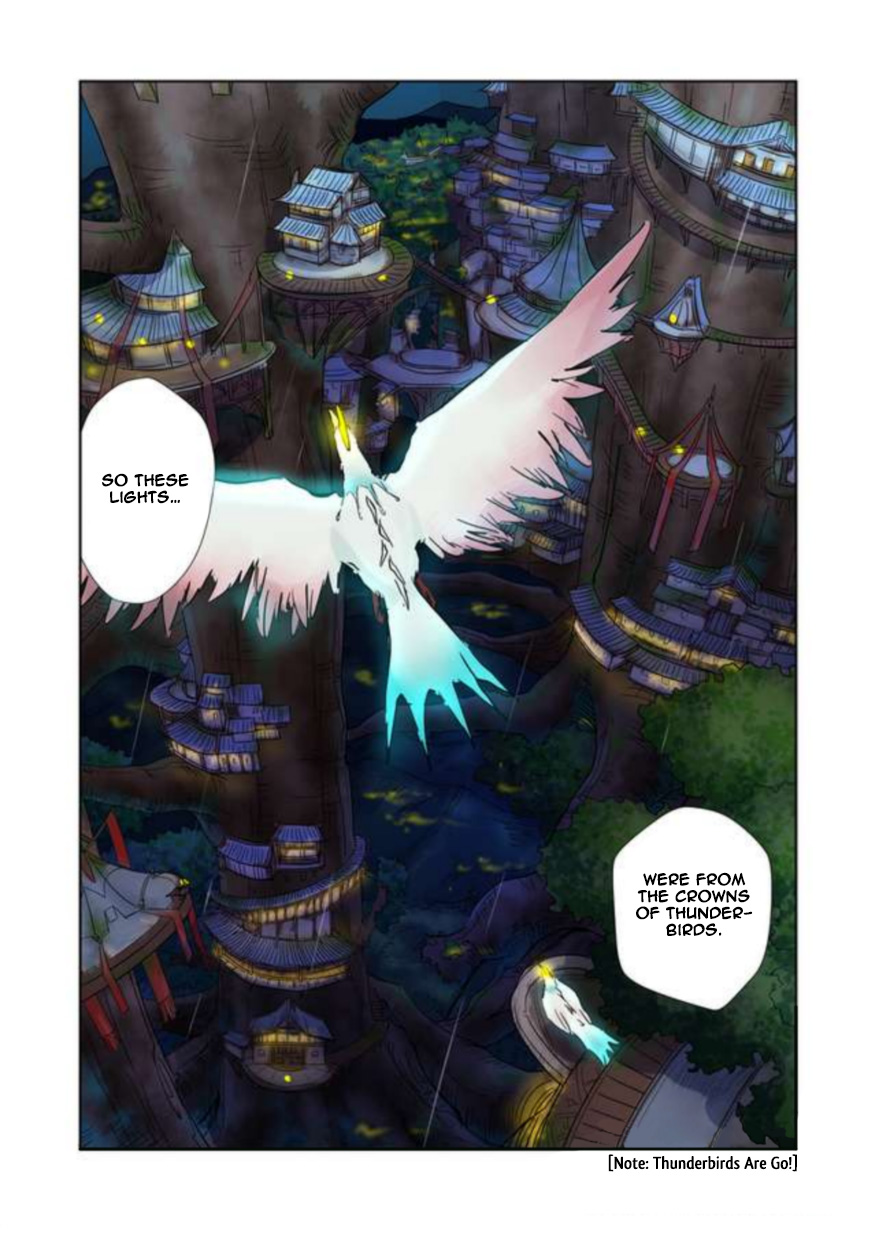 SO THESE
LIGHTS...
WERE FROM
THE CROWNS
OF THUNDER-
BIRDS.
[Note: Thunderbirds Are Go!]